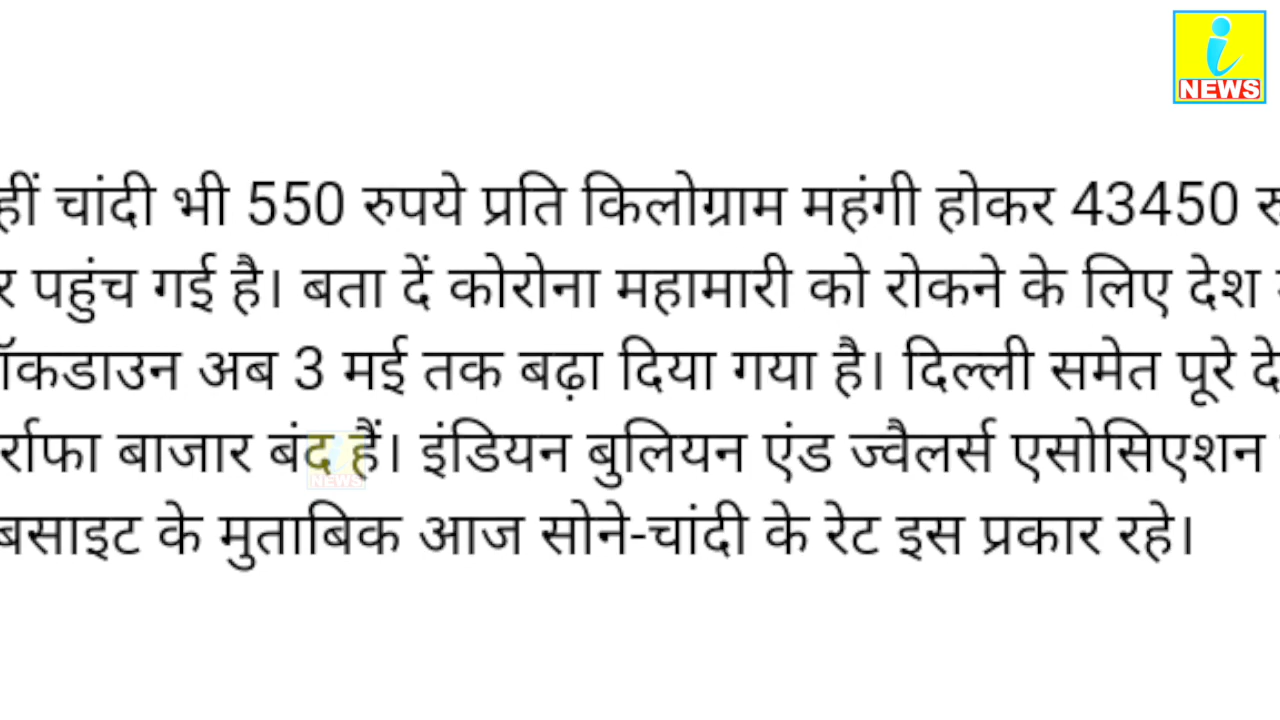 NEWS
हीं चांदी भी 550 रुपये प्रति किलोग्राम महंगी होकर 43450
पहुंच गई है। बता दें कोरोना महामारी को रोकने के लिए देश
ॉकडाउन अब 3 मई तक बढ़ा दिया गया है। दिल्ली समेत पूरे दे
र्राफा बाजार बंद हैं। इंडियन बुलियन एंड ज्वैलर्स एसोसिएशन
बसाइट के मुताबिक आज सोने-चांदी के रेट इस प्रकार रहे।